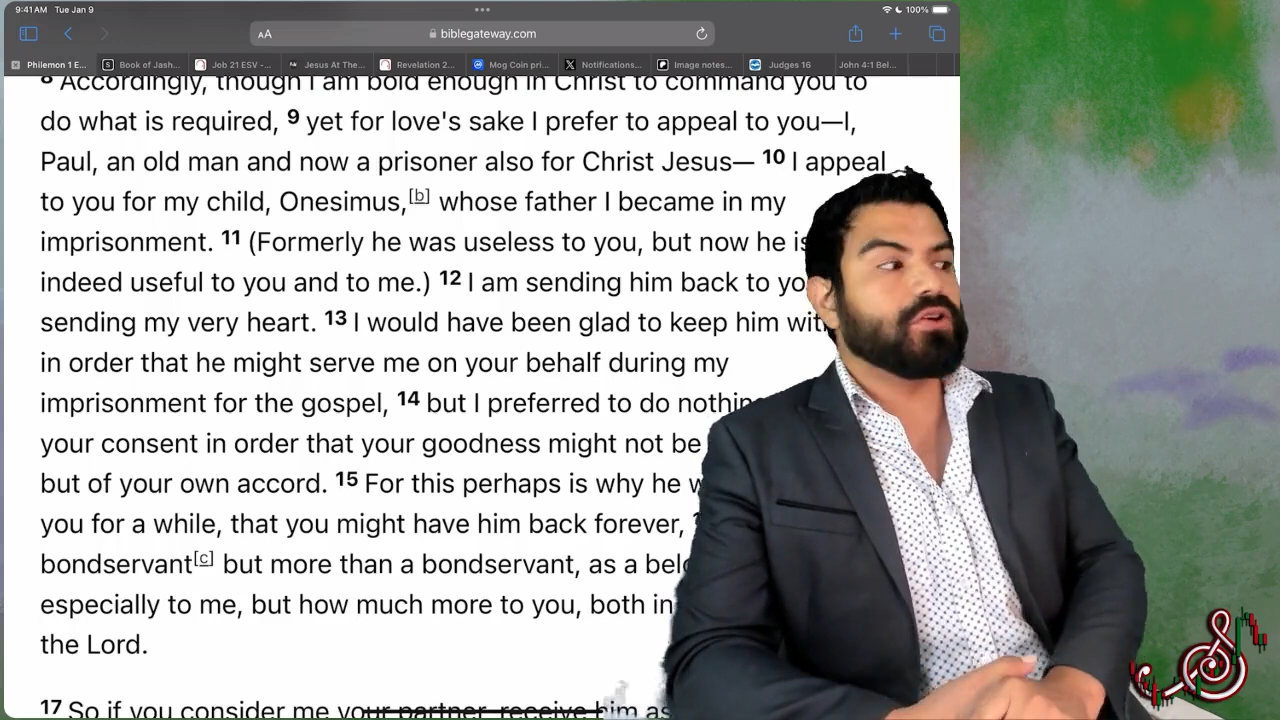 9:41 AM Tue Jan 9
100%
AA
biblegateway.com
Philemon 1 E...
Book of Jash...
Job 21 ESV -...
Jesus At The...
Revelation 2...
Mog Coin pri...
Notifications...
Image notes...
Judges 16
John 4:1 Bel...
8 Accordingly, though I am bold enough in Christ to command you to
do what is required, 9 yet for love's sake I prefer to appeal to you—I,
Paul, an old man and now a prisoner also for Christ Jesus— 10 I appeal
to you for my child, Onesimus,[b] whose father I became in my
imprisonment. 11 (Formerly he was useless to you, but now he is
indeed useful to you and to me.) 12 I am sending him back to yo
sending my very heart. 13 I would have been glad to keep him with
in order that he might serve me on your behalf during my
imprisonment for the gospel, 14 but I preferred to do nothing
your consent in order that your goodness might not be
but of your own accord. 15 For this perhaps is why he w
you for a while, that you might have him back forever,
bondservant[c] but more than a bondservant, as a belo
especially to me, but how much more to you, both in
the Lord.
17 So if you consider me your partner, receive him as